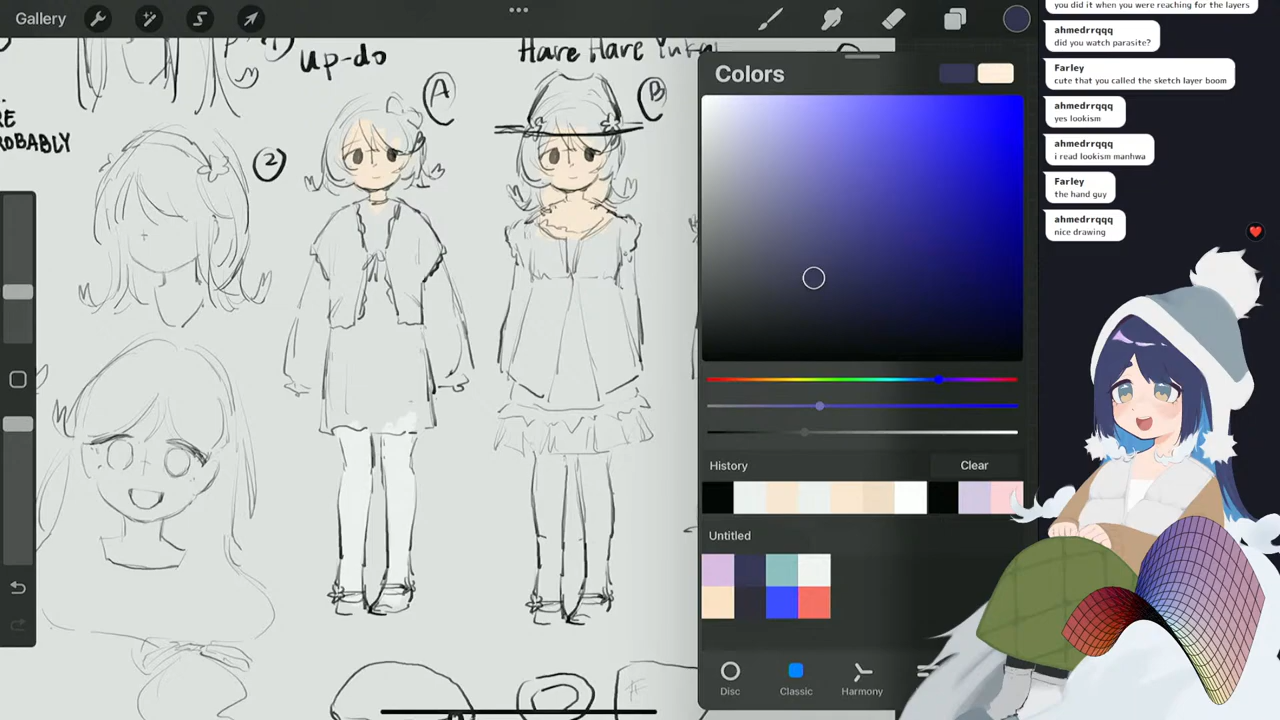 Gallery
up-do
Hare Hare Yukai
A
B
2
PROBABLY
Colors
History
Clear
Untitled
Disc
Classic
Harmony
you did it when you were reaching for the layers
ahmedrrqqq
did you watch parasite?
Farley
cute that you called the sketch layer boom
ahmedrrqqq
yes lookism
ahmedrrqqq
i read lookism manhwa
Farley
the hand guy
ahmedrrqqq
nice drawing